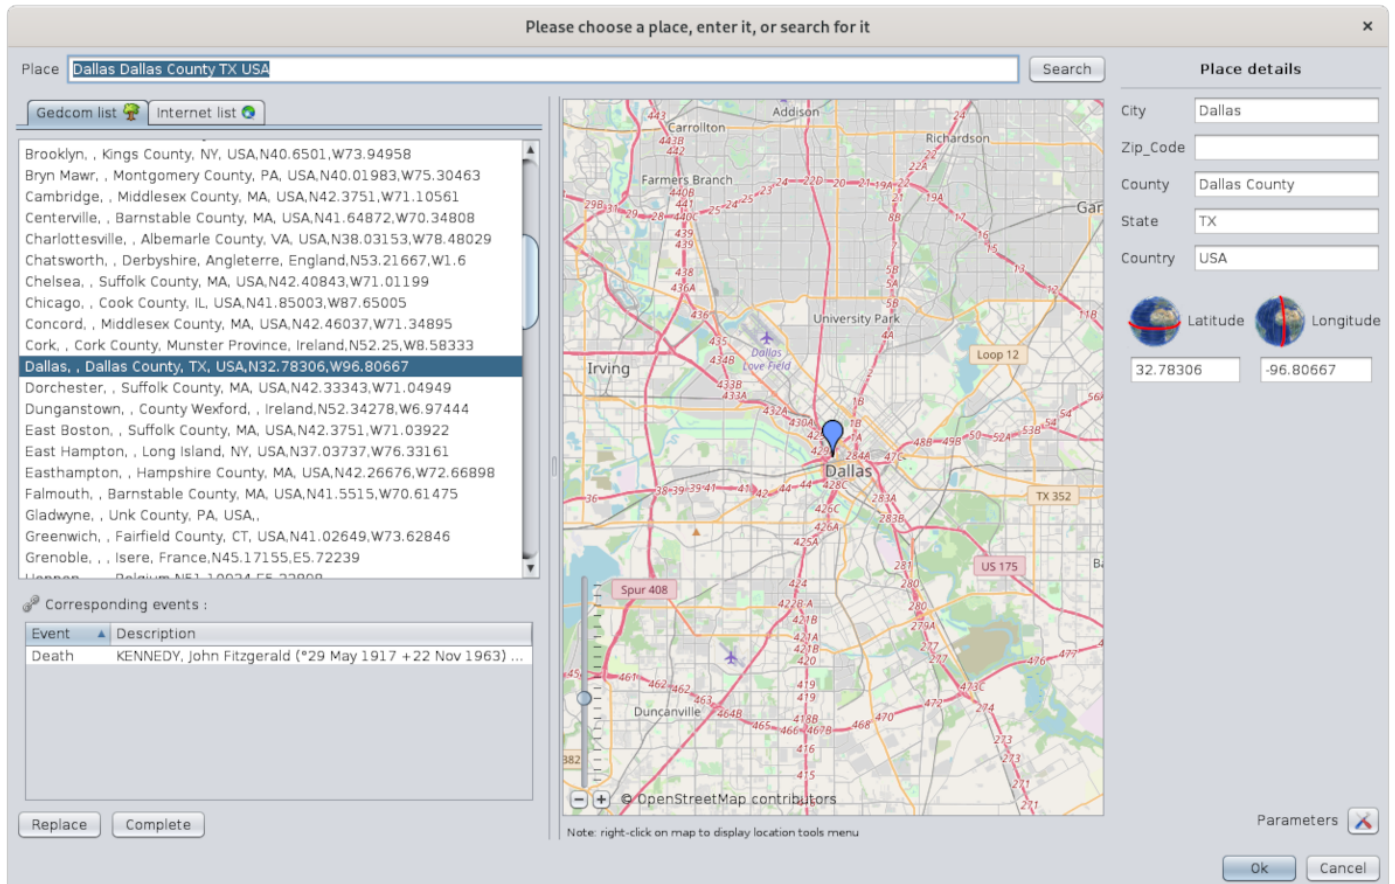 Please choose a place, enter it, or search for it
×
Place
Dallas Dallas County TX USA
Search
Gedcom list
Internet list
Brooklyn, , Kings County, NY, USA,N40.6501,W73.94958
Bryn Mawr, , Montgomery County, PA, USA,N40.01983,W75.30463
Cambridge, , Middlesex County, MA, USA,N42.3751,W71.10561
Centerville, , Barnstable County, MA, USA,N41.64872,W70.34808
Charlottesville, , Albemarle County, VA, USA,N38.03153,W78.48029
Chatsworth, , Derbyshire, Angleterre, England,N53.21667,W1.6
Chelsea, , Suffolk County, MA, USA,N42.40843,W71.01199
Chicago, , Cook County, IL, USA,N41.85003,W87.65005
Concord, , Middlesex County, MA, USA,N42.46037,W71.34895
Cork, , Cork County, Munster Province, Ireland,N52.25,W8.58333
Dallas, , Dallas County, TX, USA,N32.78306,W96.80667
Dorchester, , Suffolk County, MA, USA,N42.33343,W71.04949
Dunganstown, , County Wexford, , Ireland,N52.34278,W6.97444
East Boston, , Suffolk County, MA, USA,N42.3751,W71.03922
East Hampton, , Long Island, NY, USA,N37.03737,W76.33161
Easthampton, , Hampshire County, MA, USA,N42.26676,W72.66898
Falmouth, , Barnstable County, MA, USA,N41.5515,W70.61475
Gladwyne, , Unk County, PA, USA,,
Greenwich, , Fairfield County, CT, USA,N41.02649,W73.62846
Grenoble, , , Isere, France,N45.17155,E5.72239
Corresponding events :
Event Description
Death KENNEDY, John Fitzgerald (°29 May 1917 +22 Nov 1963) ...
Replace
Complete
Addison
Carrollton
Richardson
Farmers Branch
Gar
University Park
Dallas
Love Field
Loop 12
Irving
Dallas
TX 352
US 175
Spur 408
Duncanville
382
© OpenStreetMap contributors
Note: right-click on map to display location tools menu
Place details
City Dallas
Zip_Code
County Dallas County
State TX
Country USA
Latitude
Longitude
32.78306
-96.80667
Parameters
Ok
Cancel